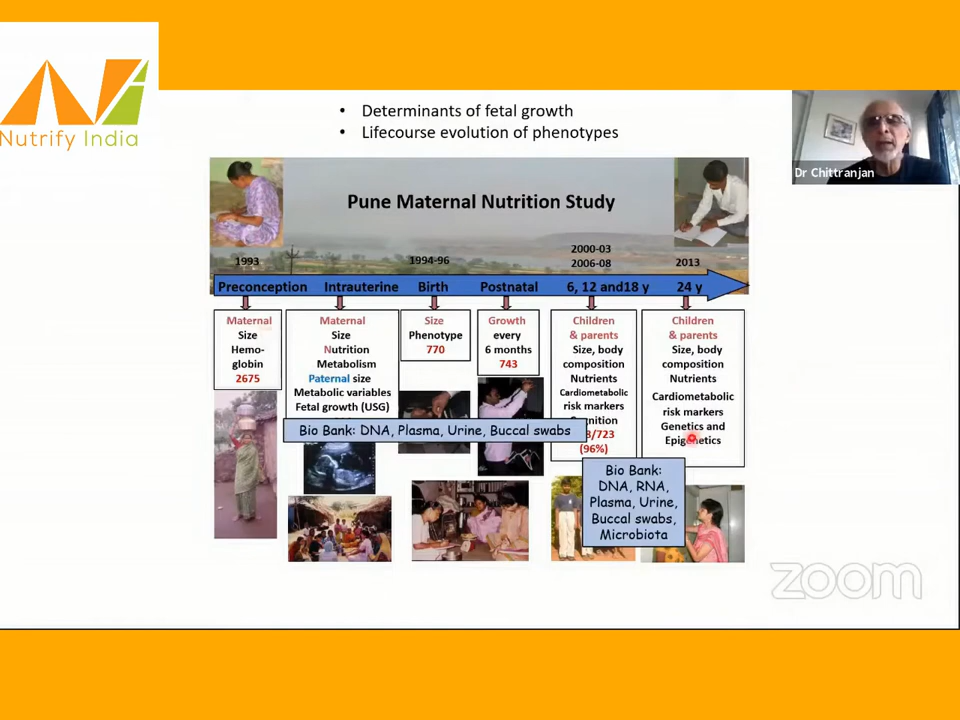 Nutrify India
• Determinants of fetal growth
• Lifecourse evolution of phenotypes
Dr Chittranjan
Pune Maternal Nutrition Study
1993
1994-96
2000-03
2006-08
2013
Preconception
Intrauterine
Birth
Postnatal
6, 12 and18 y
24 y
Maternal
Size
Hemo-
globin
2675
Maternal
Size
Nutrition
Metabolism
Paternal size
Metabolic variables
Fetal growth (USG)
Size
Phenotype
770
Growth
every
6 months
743
Children
& parents
Size, body
composition
Nutrients
Cardiometabolic
risk markers
/723
(96%)
Children
& parents
Size, body
composition
Nutrients
Cardiometabolic
risk markers
Genetics and
Epigenetics
Bio Bank: DNA, Plasma, Urine, Buccal swabs
Bio Bank:
DNA, RNA,
Plasma, Urine,
Buccal swabs,
Microbiota
zoom